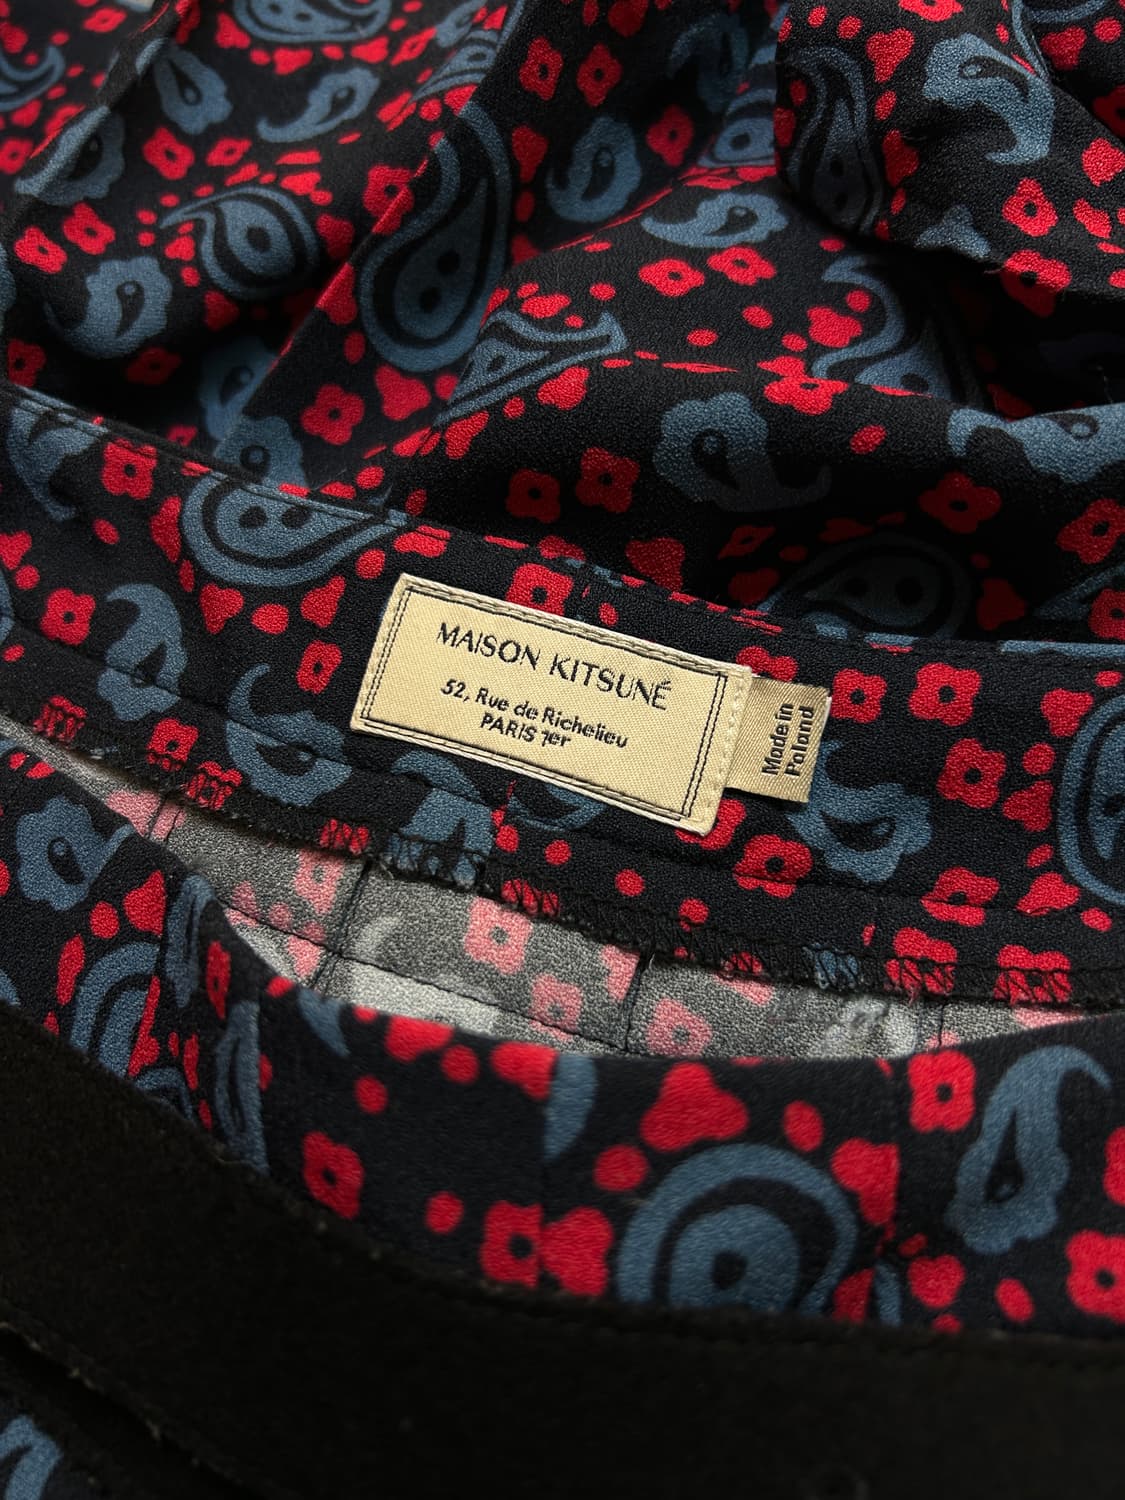 MAISON KITSUNÉ
52, Rue de Richelieu
PARIS 1er
Made in
Poland